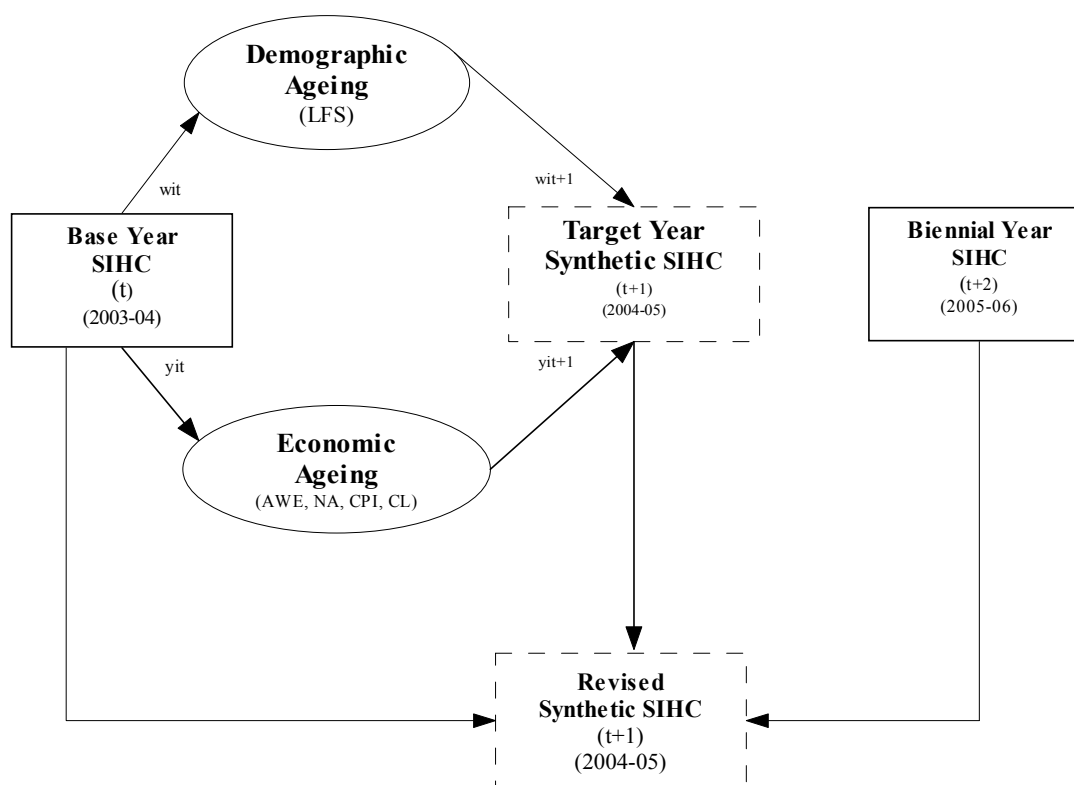 Demographic
Ageing
(LFS)
wit
wit+1
Base Year
SIHC
(t)
(2003-04)
Target Year
Synthetic SIHC
(t+1)
(2004-05)
Biennial Year
SIHC
(t+2)
(2005-06)
yit
yit+1
Economic
Ageing
(AWE, NA, CPI, CL)
Revised
Synthetic SIHC
(t+1)
(2004-05)